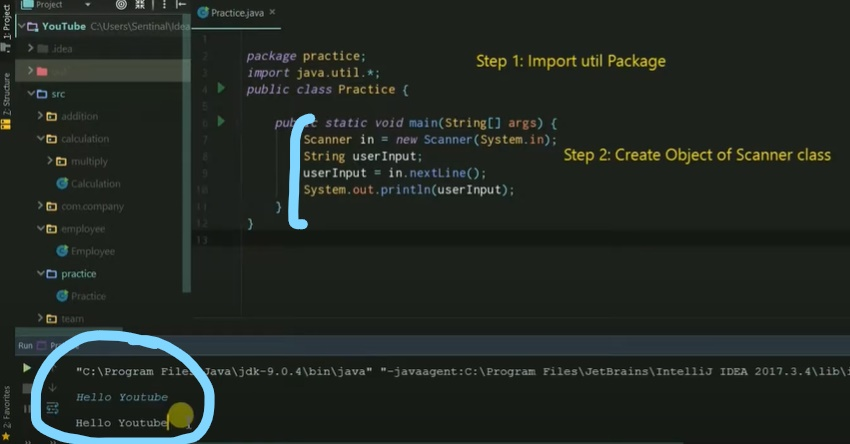 Project
YouTube C:\Users\Sentinal\Idea
.idea
src
addition
calculation
multiply
Calculation
com.company
employee
Employee
practice
Practice
team
1: Project
7: Structure
2: Favorites
Practice.java
1
2 package practice;
3 import java.util.*;
4 public class Practice {
5
6 public static void main(String[] args) {
7 Scanner in = new Scanner(System.in);
8 String userInput;
9 userInput = in.nextLine();
10 System.out.println(userInput);
11 }
12 }
13
Step 1: Import util Package
Step 2: Create Object of Scanner class
Run
"C:\Program Files\Java\jdk-9.0.4\bin\java" "-javaagent:C:\Program Files\JetBrains\IntelliJ IDEA 2017.3.4\lib\i
Hello Youtube
Hello Youtube